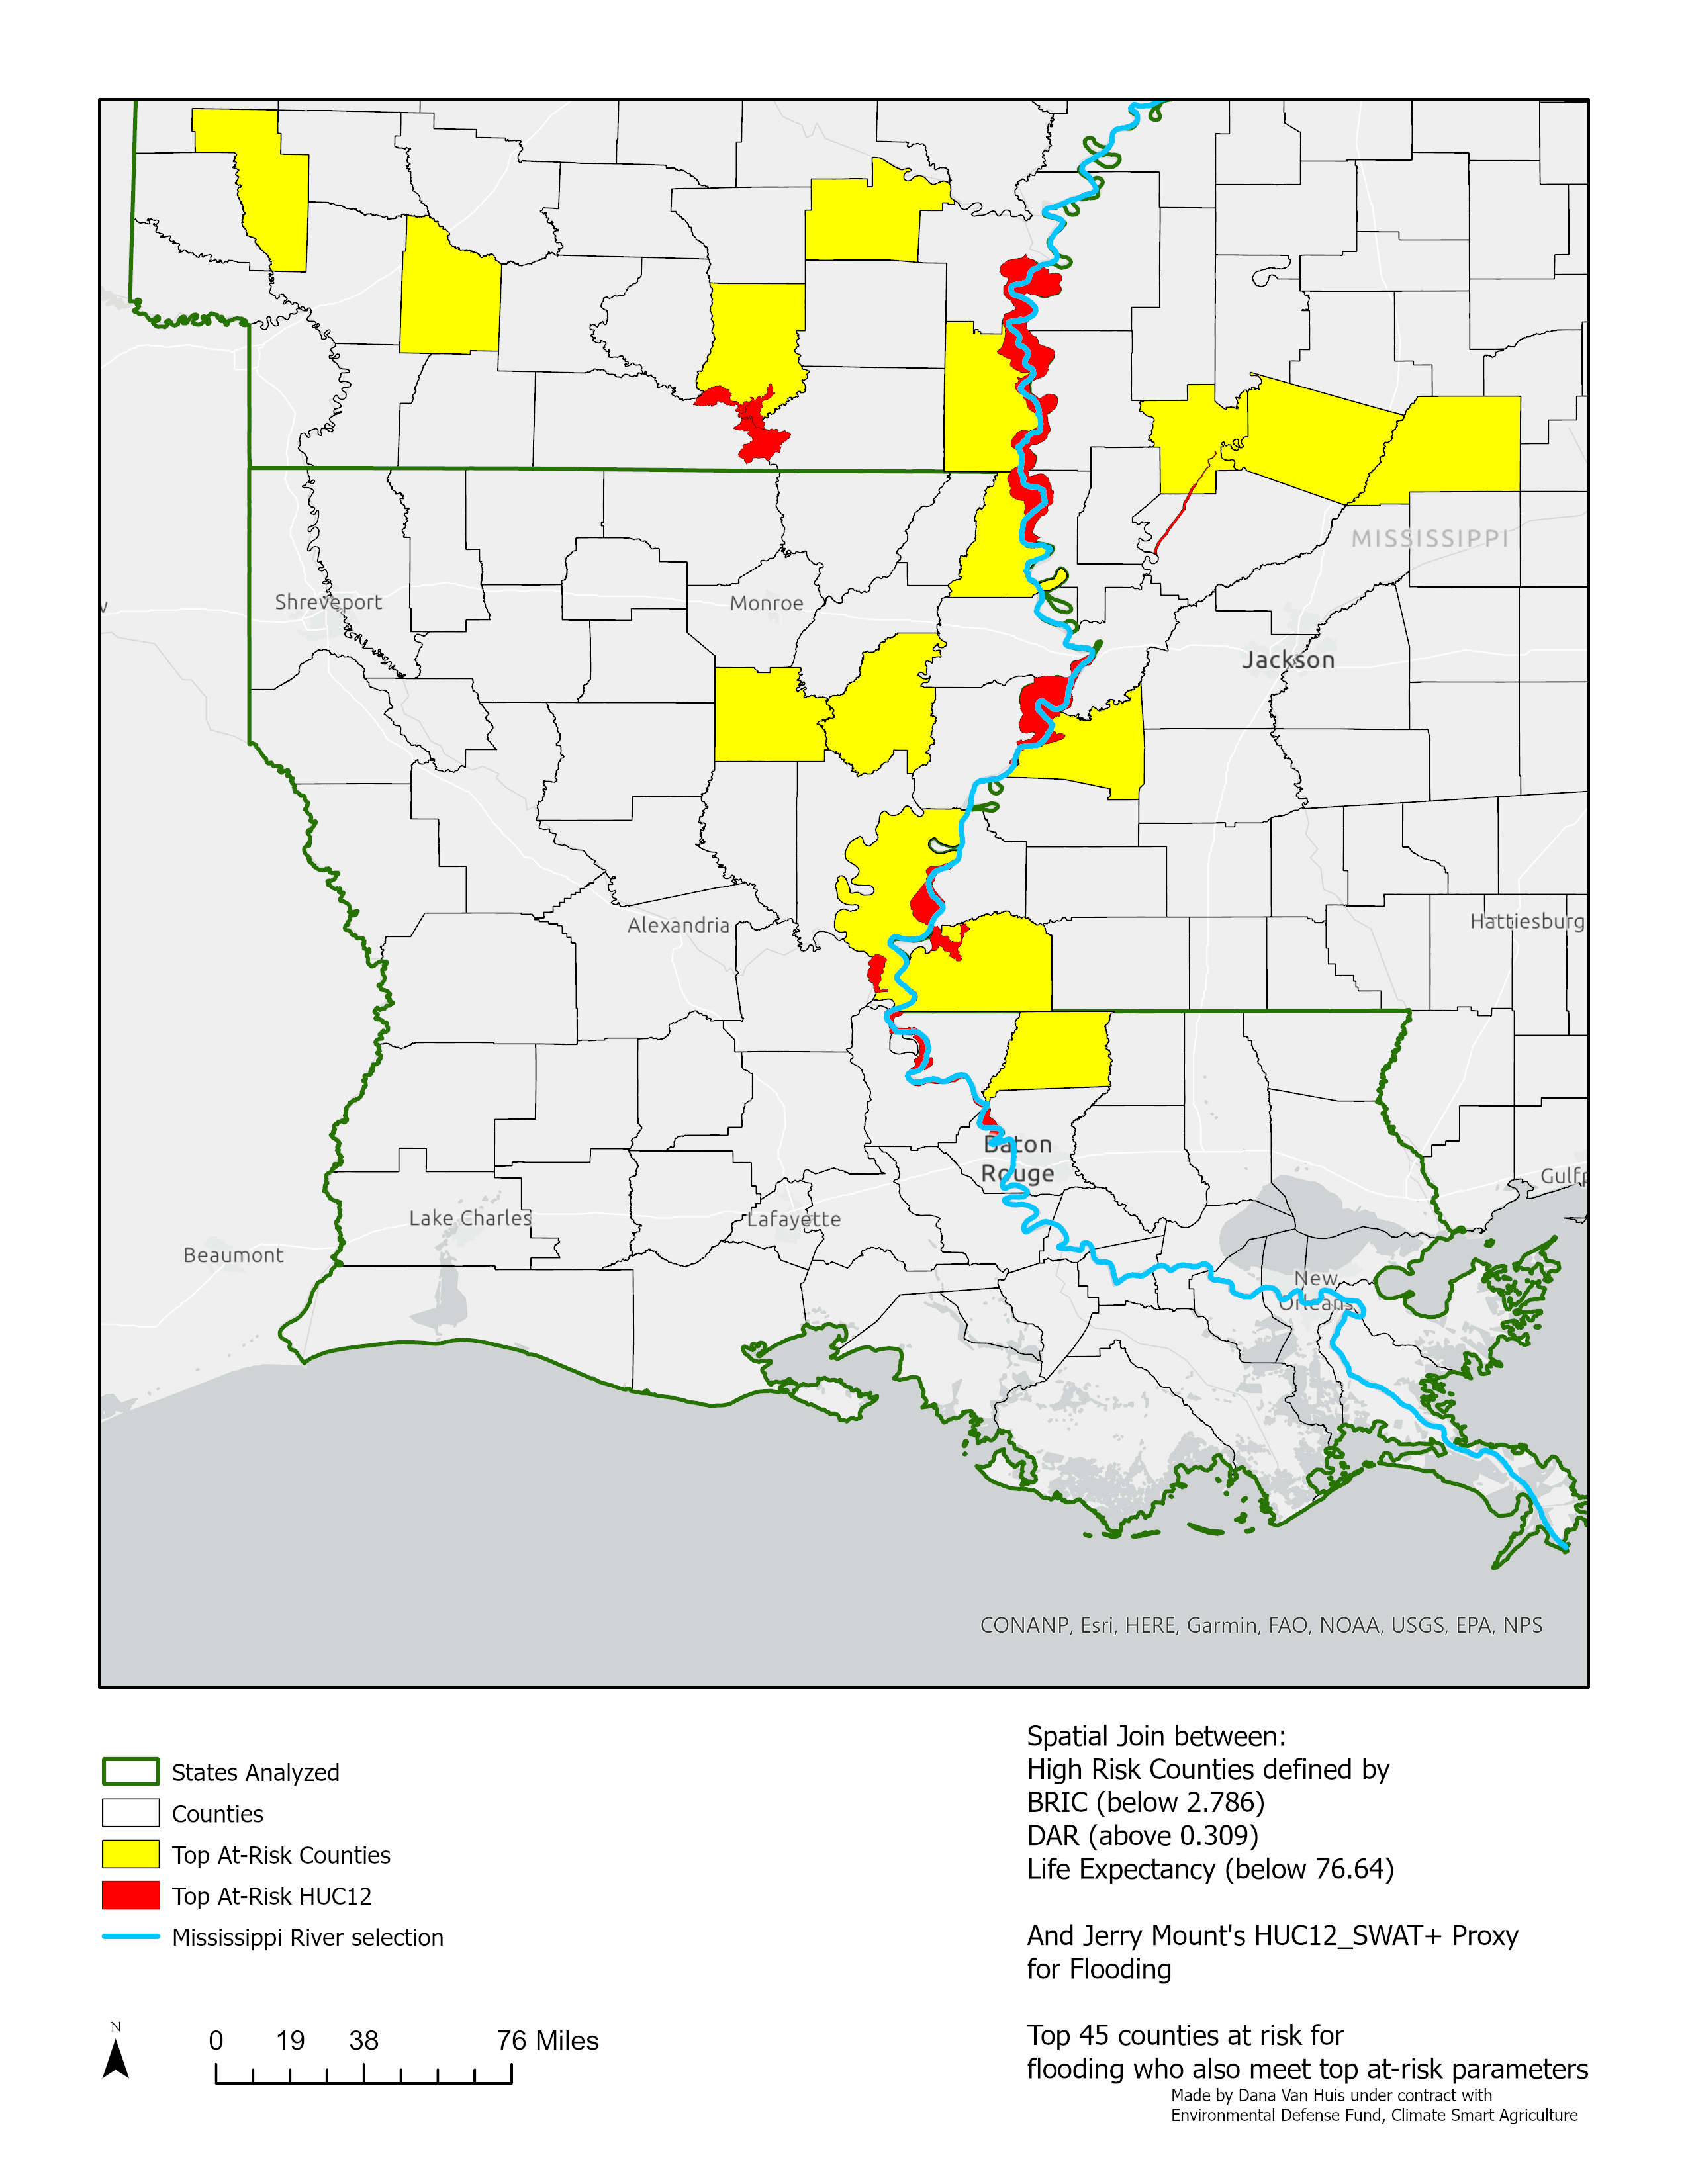 MISSISSIPPI
Shreveport
Monroe
Jackson
Alexandria
Hattiesburg
Baton
Rouge
Gulfp
Lake Charles
Lafayette
Beaumont
New
Orleans
CONANP, Esri, HERE, Garmin, FAO, NOAA, USGS, EPA, NPS
States Analyzed
Counties
Top At-Risk Counties
Top At-Risk HUC12
Mississippi River selection
N
0 19 38 76 Miles
Spatial Join between:
High Risk Counties defined by
BRIC (below 2.786)
DAR (above 0.309)
Life Expectancy (below 76.64)
And Jerry Mount's HUC12_SWAT+ Proxy
for Flooding
Top 45 counties at risk for
flooding who also meet top at-risk parameters
Made by Dana Van Huis under contract with
Environmental Defense Fund, Climate Smart Agriculture